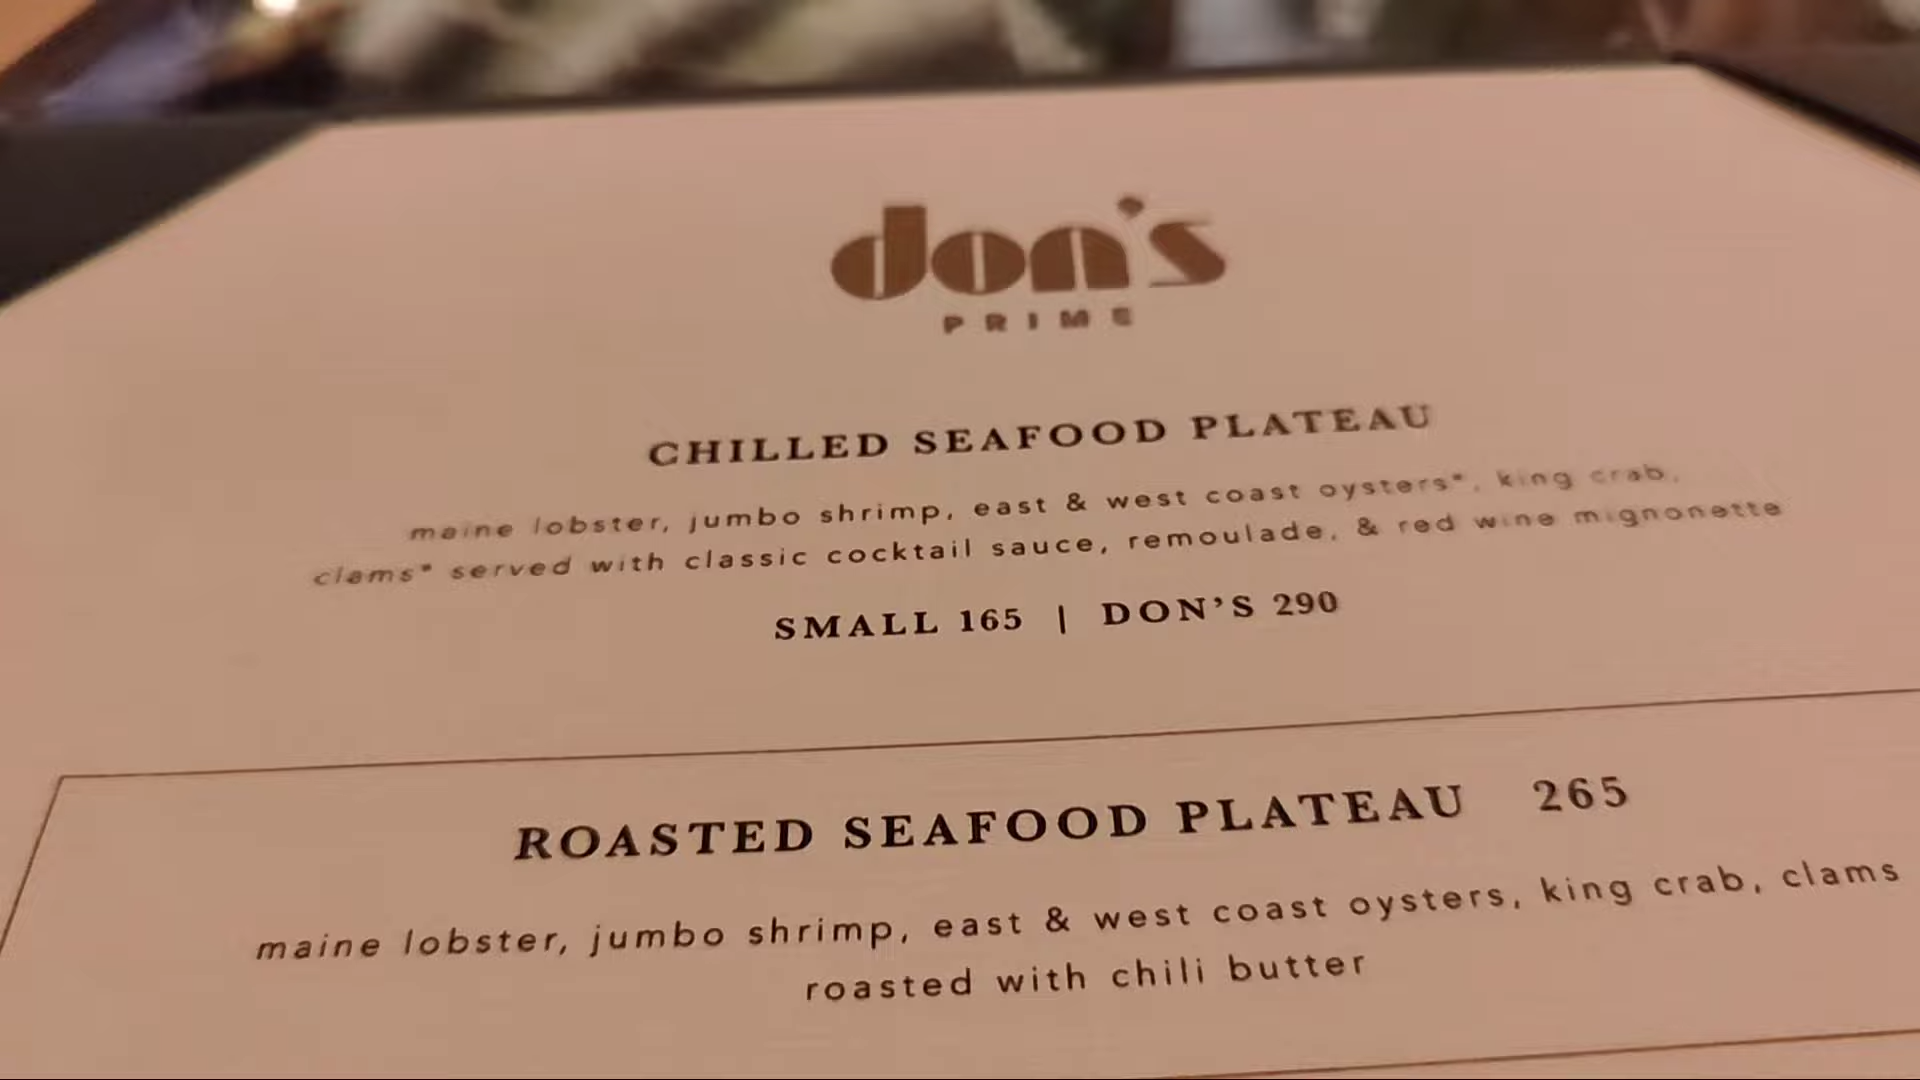 don's
PRIME
CHILLED SEAFOOD PLATEAU
maine lobster, jumbo shrimp, east & west coast oysters*, king crab,
clams* served with classic cocktail sauce, remoulade, & red wine mignonette
SMALL 165 | DON'S 290
ROASTED SEAFOOD PLATEAU 265
maine lobster, jumbo shrimp, east & west coast oysters, king crab, clams
roasted with chili butter